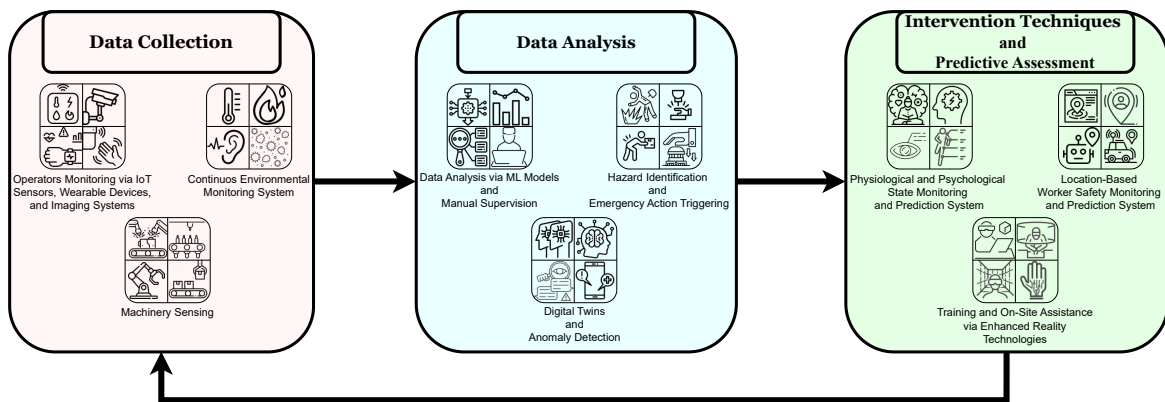 Data Collection
Operators Monitoring via IoT
Sensors, Wearable Devices,
and Imaging Systems
Continuos Environmental
Monitoring System
Machinery Sensing
Data Analysis
Data Analysis via ML Models
and
Manual Supervision
Hazard Identification
and
Emergency Action Triggering
Digital Twins
and
Anomaly Detection
Intervention Techniques
and
Predictive Assessment
Physiological and Psychological
State Monitoring
and Prediction System
Location-Based
Worker Safety Monitoring
and Prediction System
Training and On-Site Assistance
via Enhanced Reality
Technologies